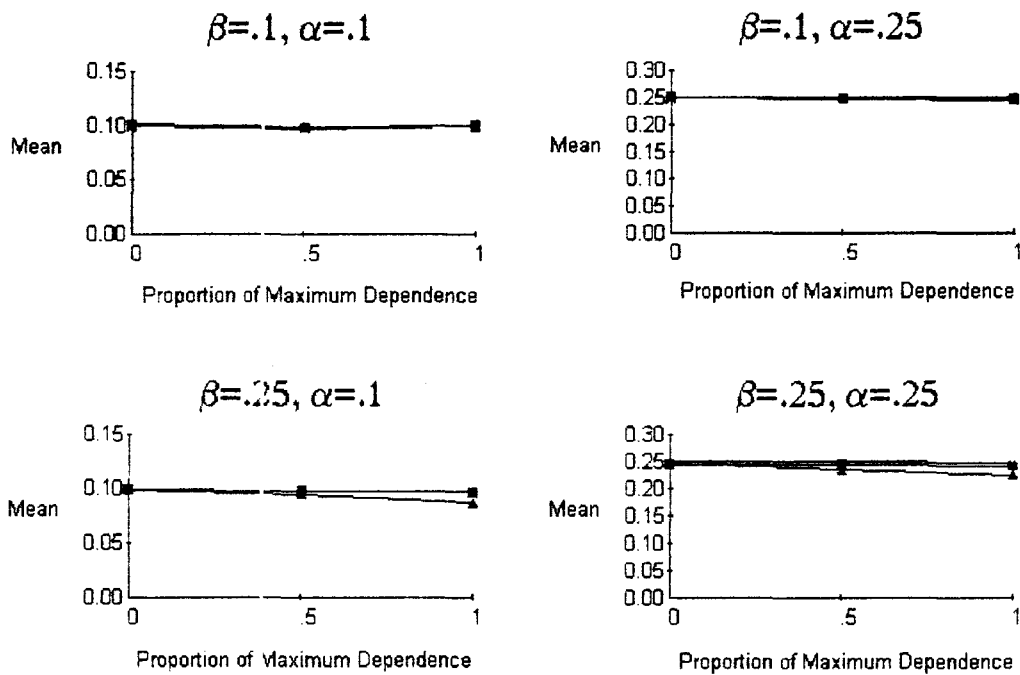 β=.1, α=.1
0.15
0.10
Mean
0.05
0.00
0
.5
1
Proportion of Maximum Dependence
β=.1, α=.25
0.30
0.25
0.20
Mean
0.15
0.10
0.05
0.00
0
.5
1
Proportion of Maximum Dependence
β=.25, α=.1
0.15
0.10
Mean
0.05
0.00
0
.5
1
Proportion of Maximum Dependence
β=.25, α=.25
0.30
0.25
0.20
Mean
0.15
0.10
0.05
0.00
0
.5
1
Proportion of Maximum Dependence